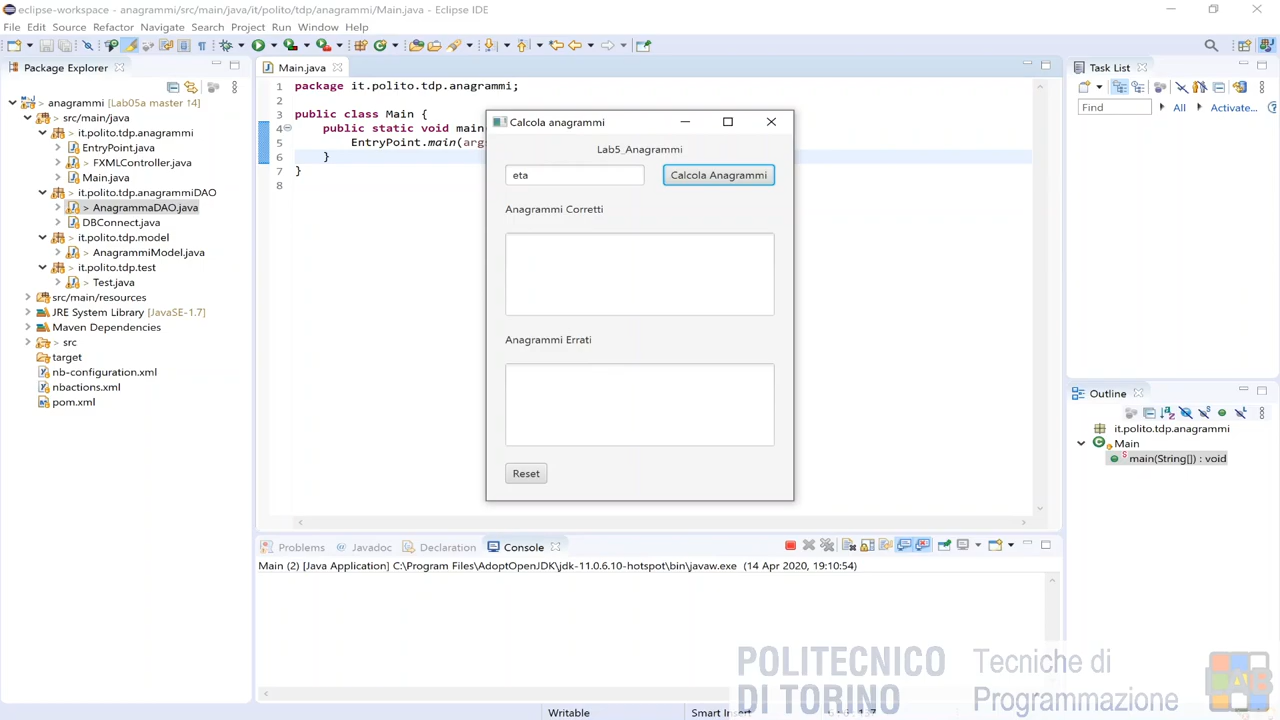 eclipse-workspace - anagrammi/src/main/java/it/polito/tdp/anagrammi/Main.java - Eclipse IDE
File Edit Source Refactor Navigate Search Project Run Window Help
Package Explorer
anagrammi [Lab05a master 14]
src/main/java
> it.polito.tdp.anagrammi
> EntryPoint.java
> FXMLController.java
> Main.java
> it.polito.tdp.anagrammiDAO
> AnagrammaDAO.java
DBConnect.java
> it.polito.tdp.model
> AnagrammiModel.java
> it.polito.tdp.test
> Test.java
src/main/resources
JRE System Library [JavaSE-1.7]
Maven Dependencies
> src
target
nb-configuration.xml
nbactions.xml
pom.xml
Main.java
1 package it.polito.tdp.anagrammi;
2
3 public class Main {
4 public static void main
5 EntryPoint.main(arg
6 }
7 }
8
Calcola anagrammi
Lab5_Anagrammi
eta Calcola Anagrammi
Anagrammi Corretti
Anagrammi Errati
Reset
Task List
Find All Activate...
Outline
it.polito.tdp.anagrammi
Main
main(String[]) : void
Problems Javadoc Declaration Console
Main (2) [Java Application] C:\Program Files\AdoptOpenJDK\jdk-11.0.6.10-hotspot\bin\javaw.exe (14 Apr 2020, 19:10:54)
POLITECNICO
DI TORINO
Tecniche di
Programmazione
LAB
Writable Smart Insert